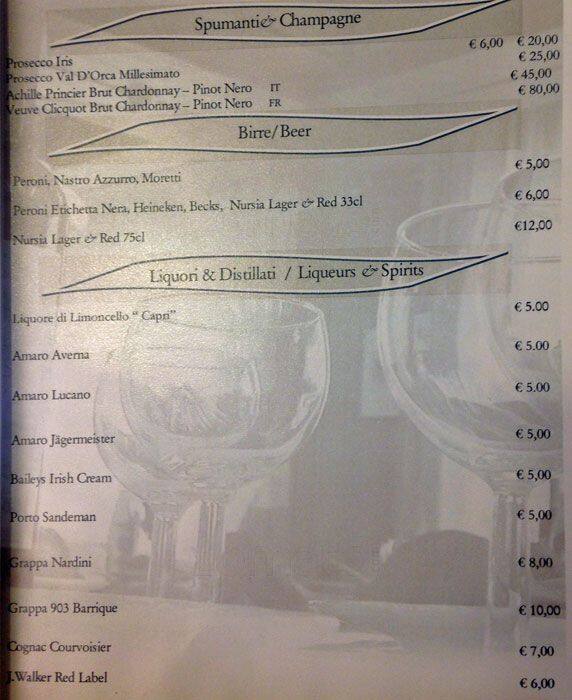 Spumanti & Champagne
Prosecco Iris € 6,00 € 20,00
Prosecco Val D'Orca Millesimato € 25,00
Achille Princier Brut Chardonnay – Pinot Nero IT € 45,00
Veuve Clicquot Brut Chardonnay – Pinot Nero FR € 80,00
Birre/Beer
Peroni, Nastro Azzurro, Moretti € 5,00
Peroni Etichetta Nera, Heineken, Becks, Nursia Lager & Red 33cl € 6,00
Nursia Lager & Red 75cl €12,00
Liquori & Distillati / Liqueurs & Spirits
Liquore di Limoncello “ Capri” € 5.00
Amaro Averna € 5.00
Amaro Lucano € 5.00
Amaro Jägermeister € 5,00
Baileys Irish Cream € 5,00
Porto Sandeman € 5,00
Grappa Nardini € 8,00
Grappa 903 Barrique € 10,00
Cognac Courvoisier € 7,00
J.Walker Red Label € 6,00